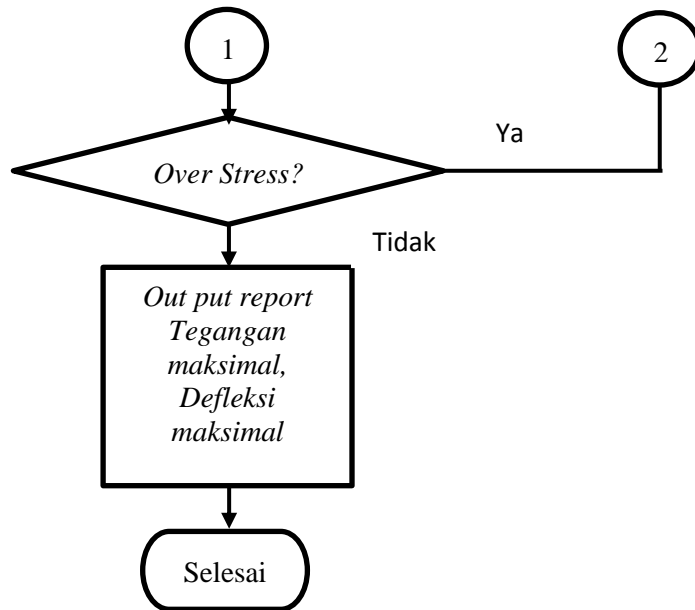 1
2
Ya
Over Stress?
Tidak
Out put report
Tegangan
maksimal,
Defleksi
maksimal
Selesai